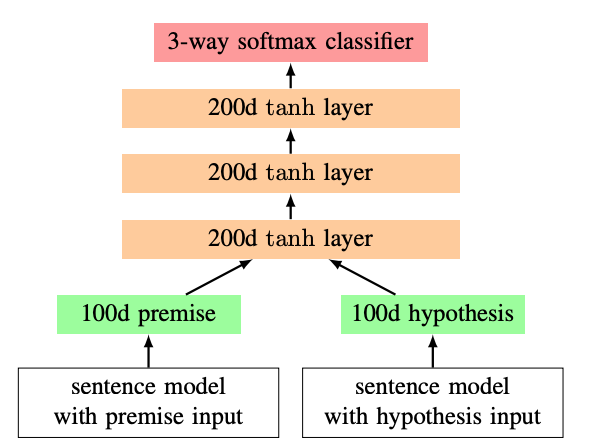 3-way softmax classifier
200d tanh layer
200d tanh layer
200d tanh layer
100d premise
100d hypothesis
sentence model
with premise input
sentence model
with hypothesis input